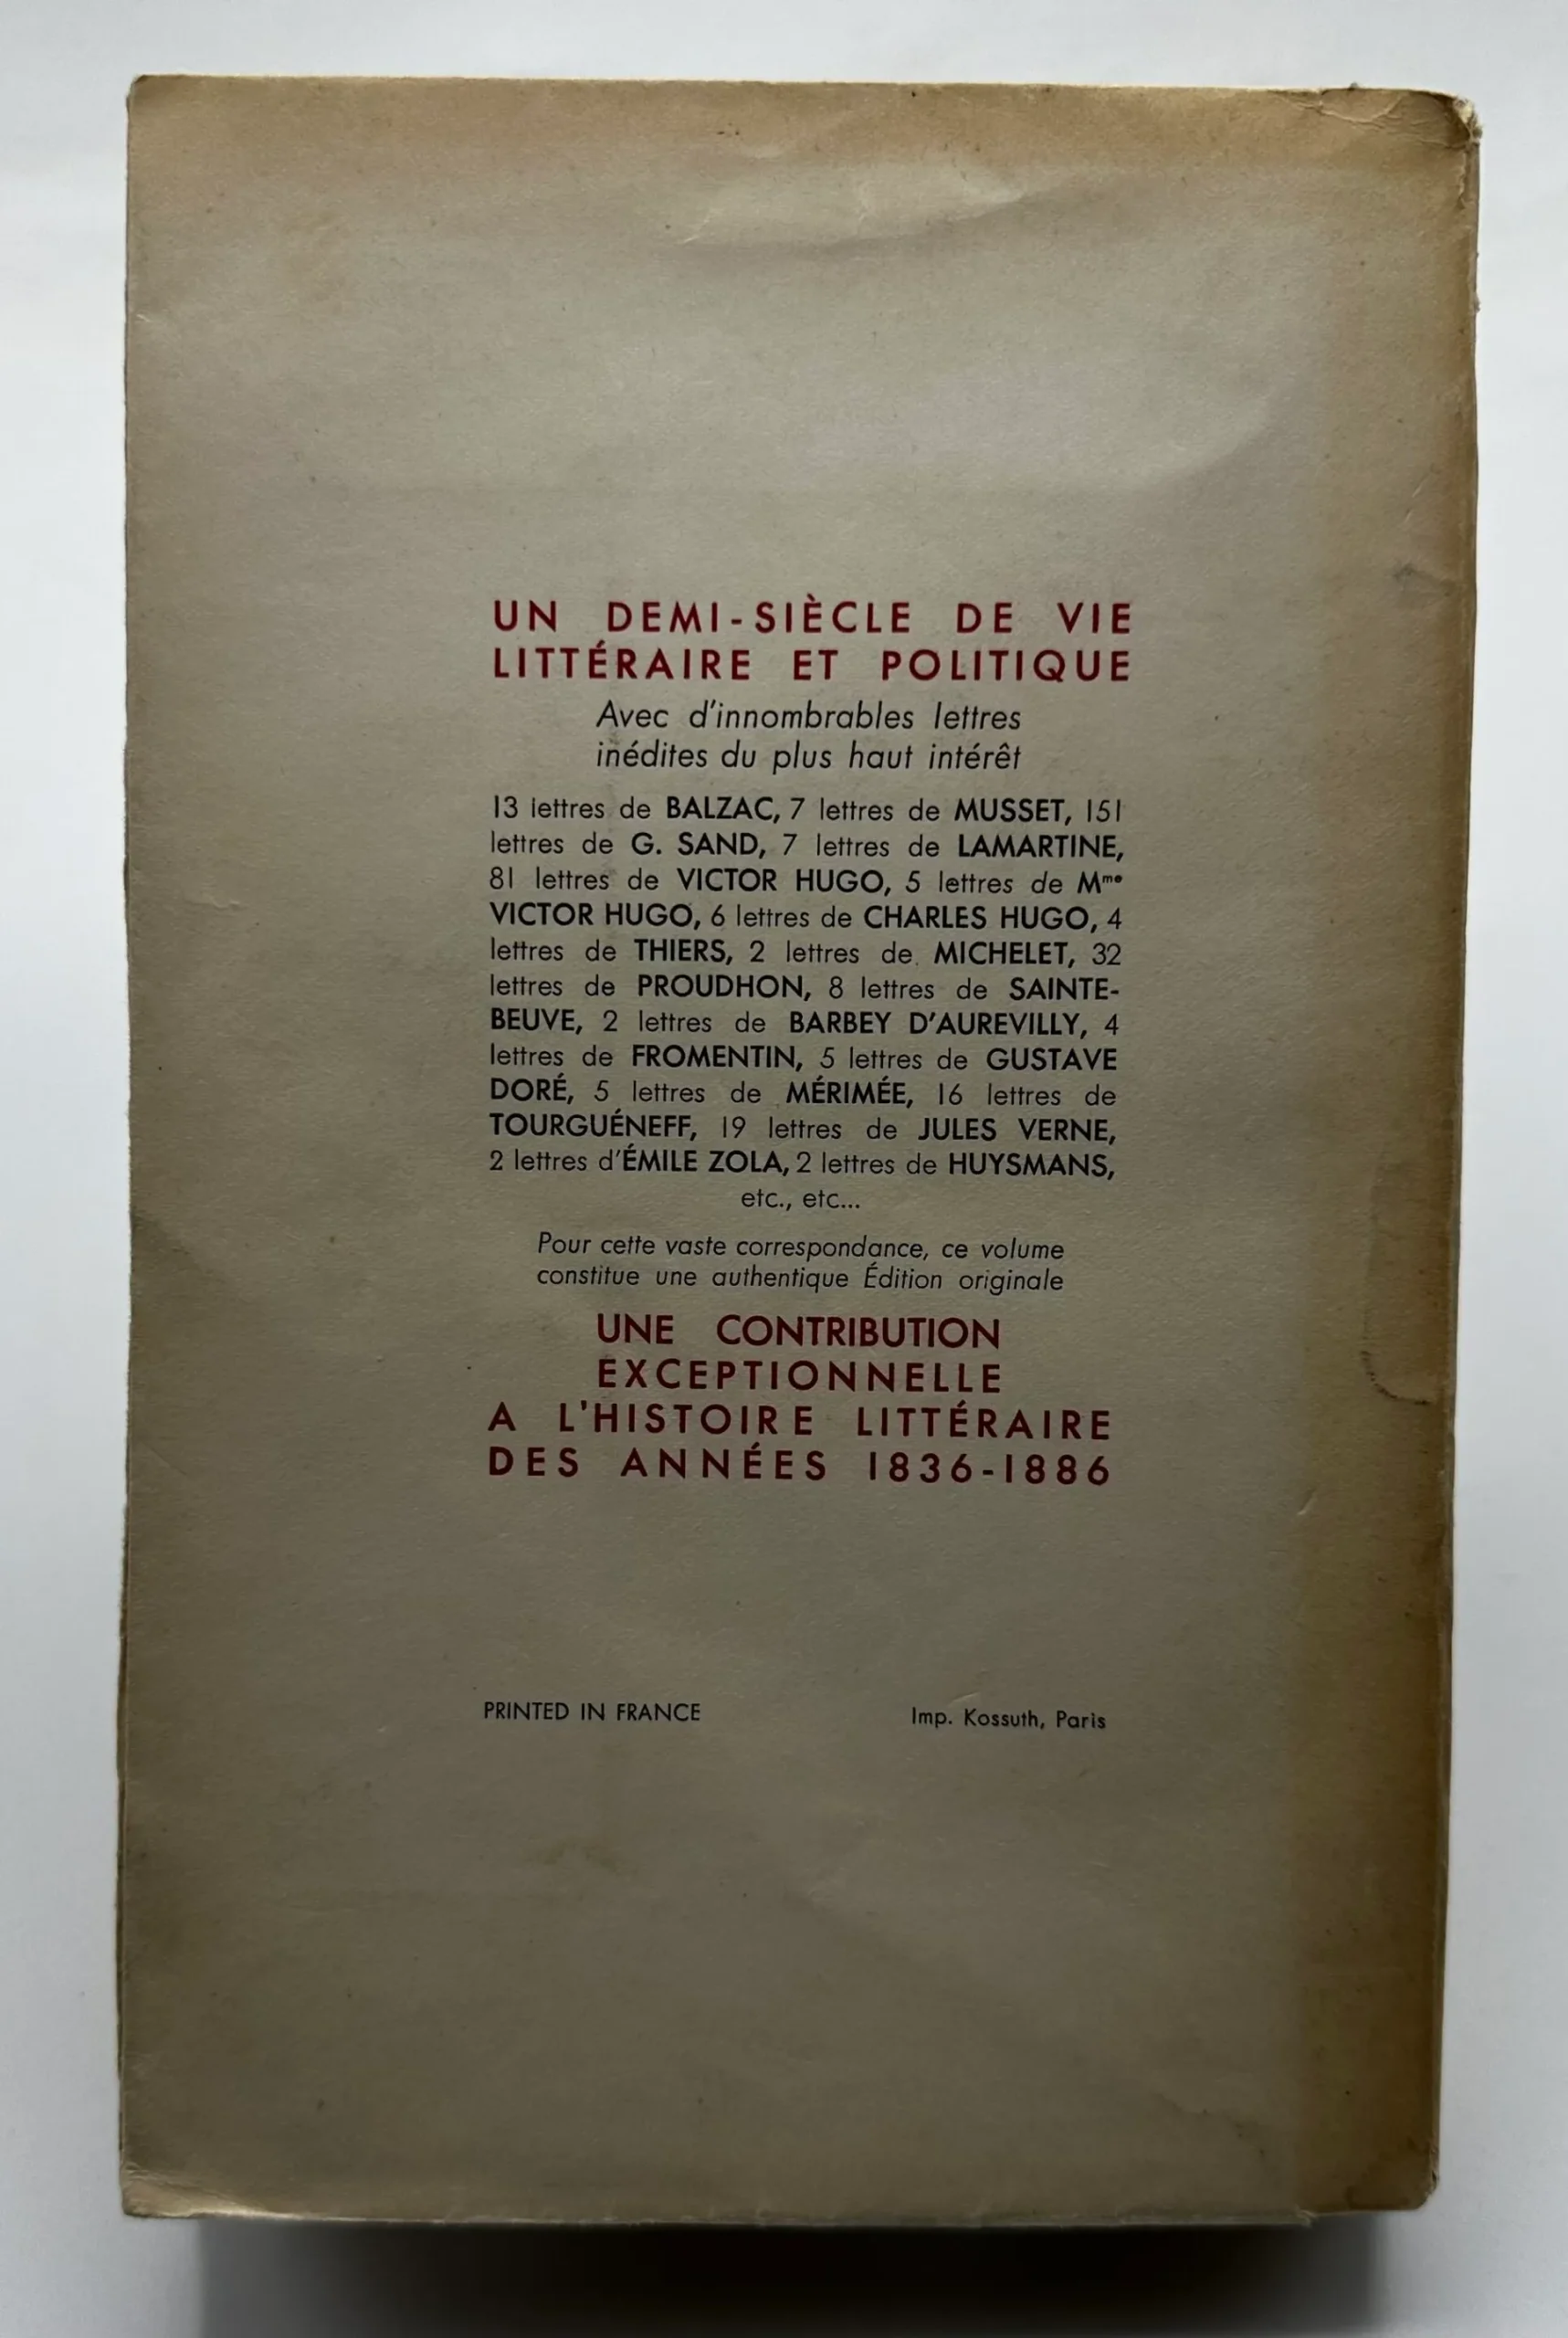 UN DEMI-SIÈCLE DE VIE
LITTÉRAIRE ET POLITIQUE
Avec d'innombrables lettres
inédites du plus haut intérêt
13 lettres de BALZAC, 7 lettres de MUSSET, 151
lettres de G. SAND, 7 lettres de LAMARTINE,
81 lettres de VICTOR HUGO, 5 lettres de Mme
VICTOR HUGO, 6 lettres de CHARLES HUGO, 4
lettres de THIERS, 2 lettres de MICHELET, 32
lettres de PROUDHON, 8 lettres de SAINTE-
BEUVE, 2 lettres de BARBEY D'AUREVILLY, 4
lettres de FROMENTIN, 5 lettres de GUSTAVE
DORÉ, 5 lettres de MÉRIMÉE, 16 lettres de
TOURGUÉNEFF, 19 lettres de JULES VERNE,
2 lettres d'ÉMILE ZOLA, 2 lettres de HUYSMANS,
etc., etc...
Pour cette vaste correspondance, ce volume
constitue une authentique Édition originale
UNE CONTRIBUTION
EXCEPTIONNELLE
A L'HISTOIRE LITTÉRAIRE
DES ANNÉES 1836-1886
PRINTED IN FRANCE
Imp. Kossuth, Paris